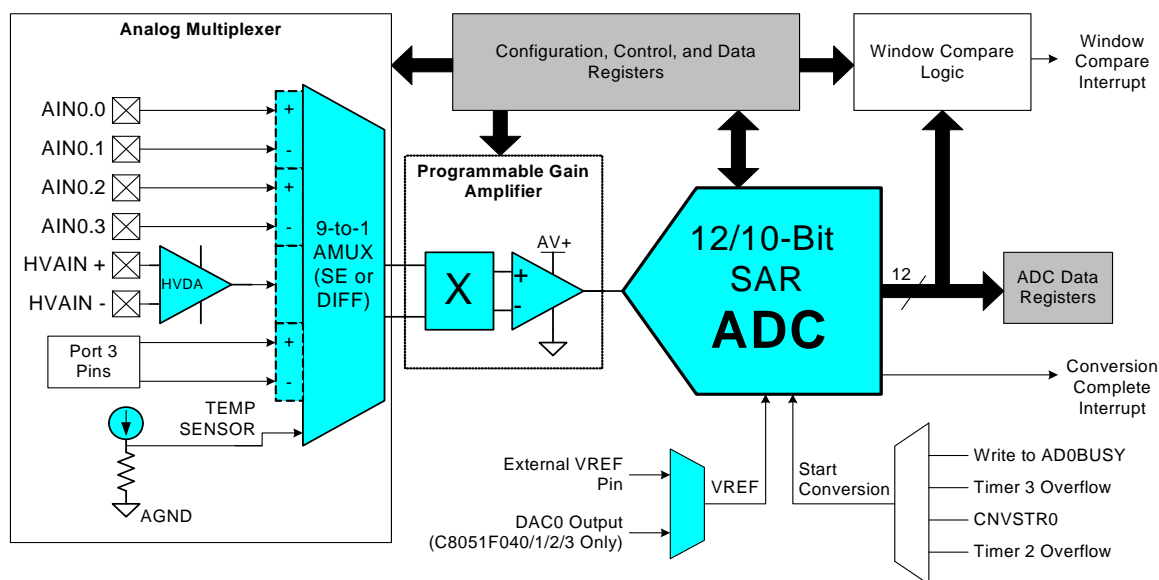 Analog Multiplexer
AIN0.0
AIN0.1
AIN0.2
AIN0.3
HVAIN +
HVAIN -
HVDA
Port 3
Pins
TEMP
SENSOR
AGND
+
-
+
-
+
-
9-to-1
AMUX
(SE or
DIFF)
Configuration, Control, and Data
Registers
Window Compare
Logic
Window
Compare
Interrupt
Programmable Gain
Amplifier
X
+
-
AV+
12/10-Bit
SAR
ADC
12
ADC Data
Registers
Conversion
Complete
Interrupt
External VREF
Pin
DAC0 Output
(C8051F040/1/2/3 Only)
VREF
Start
Conversion
Write to AD0BUSY
Timer 3 Overflow
CNVSTR0
Timer 2 Overflow